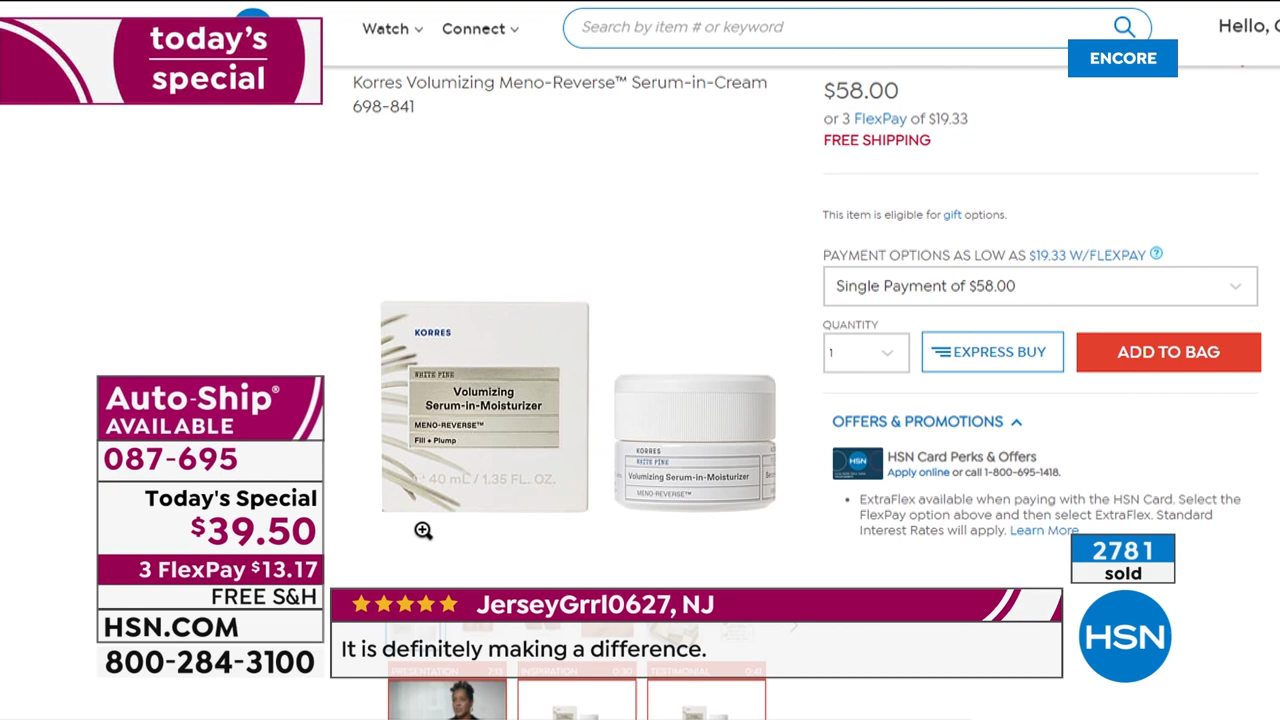 today's
special
Watch
Connect
Search by item # or keyword
Hello,
ENCORE
Korres Volumizing Meno-Reverse™ Serum-in-Cream
698-841
$58.00
or 3 FlexPay of $19.33
FREE SHIPPING
This item is eligible for gift options.
PAYMENT OPTIONS AS LOW AS $19.33 W/FLEXPAY ?
Single Payment of $58.00
QUANTITY
1
EXPRESS BUY
ADD TO BAG
OFFERS & PROMOTIONS
HSN
HSN Card Perks & Offers
Apply online or call 1-800-695-1418.
• ExtraFlex available when paying with the HSN Card. Select the
FlexPay option above and then select ExtraFlex. Standard
Interest Rates will apply. Learn More
KORRES
WHITE PINE
Volumizing
Serum-in-Moisturizer
MENO-REVERSE™
Fill + Plump
40 mL / 1.35 FL. OZ.
KORRES
WHITE PINE
Volumizing Serum-in-Moisturizer
MENO-REVERSE™
Auto-Ship®
AVAILABLE
087-695
Today's Special
$39.50
3 FlexPay $13.17
FREE S&H
HSN.COM
800-284-3100
2781
sold
JerseyGrrl0627, NJ
It is definitely making a difference.
HSN
PRESENTATION
INSPIRATION 0:30
TESTIMONIAL